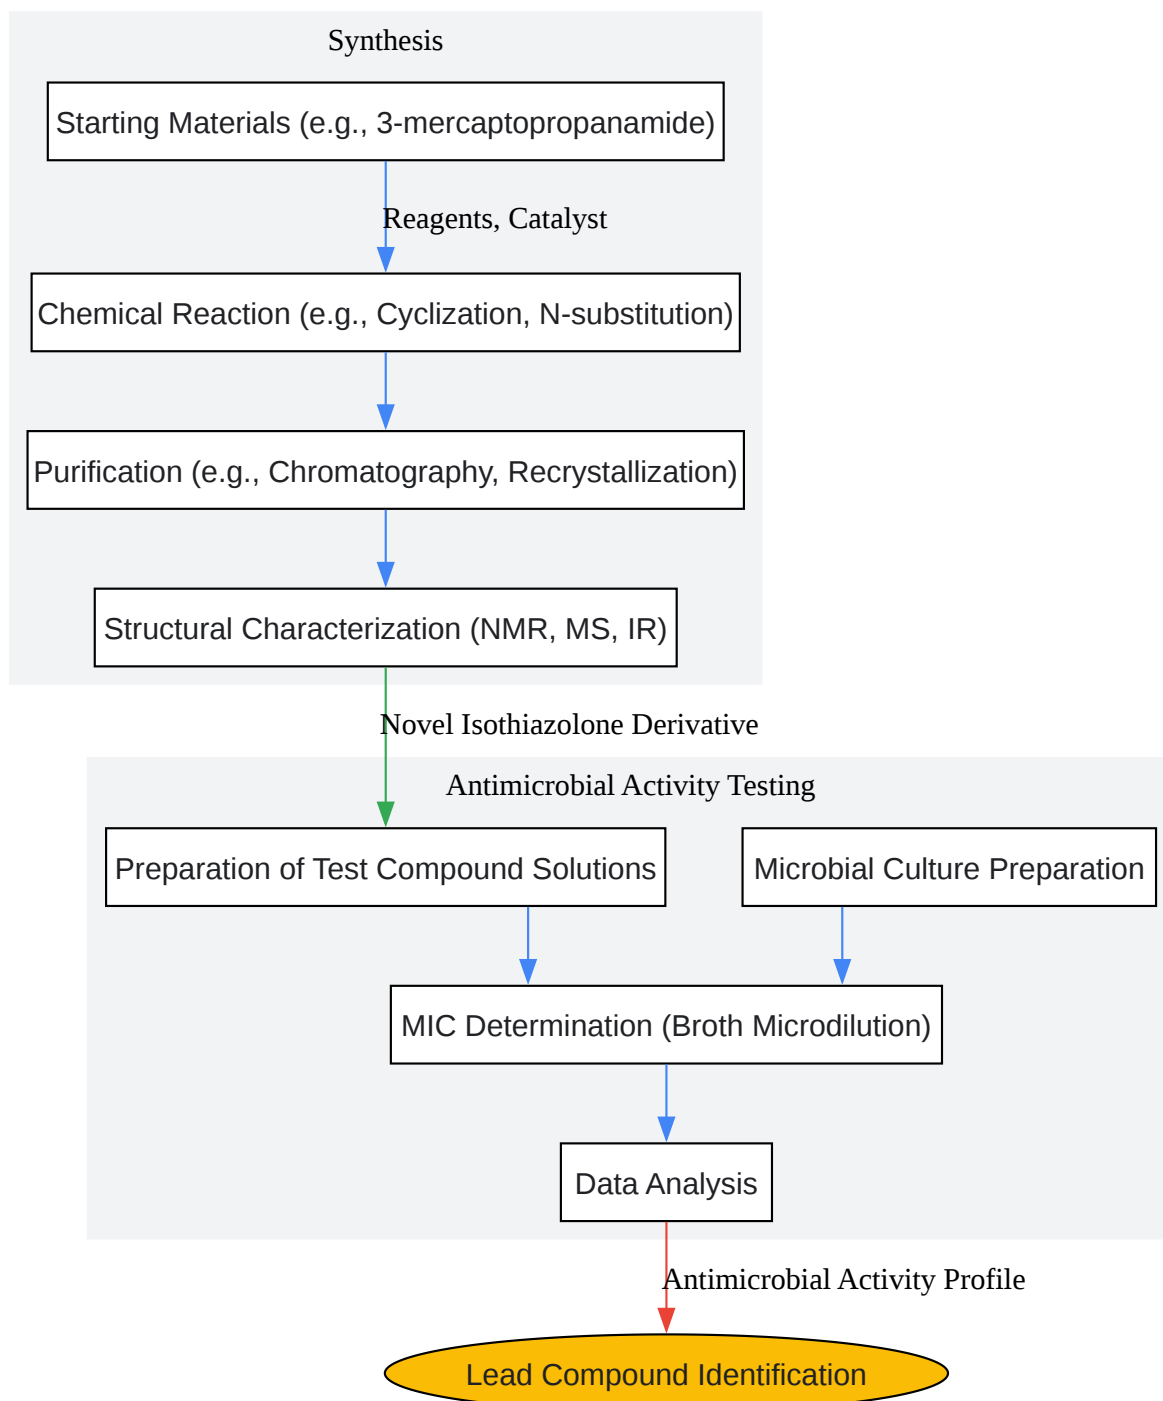 Synthesis
Starting Materials (e.g., 3-mercaptopropanamide)
Reagents, Catalyst
Chemical Reaction (e.g., Cyclization, N-substitution)
Purification (e.g., Chromatography, Recrystallization)
Structural Characterization (NMR, MS, IR)
Novel Isothiazolone Derivative
Antimicrobial Activity Testing
Preparation of Test Compound Solutions
Microbial Culture Preparation
MIC Determination (Broth Microdilution)
Data Analysis
Antimicrobial Activity Profile
Lead Compound Identification